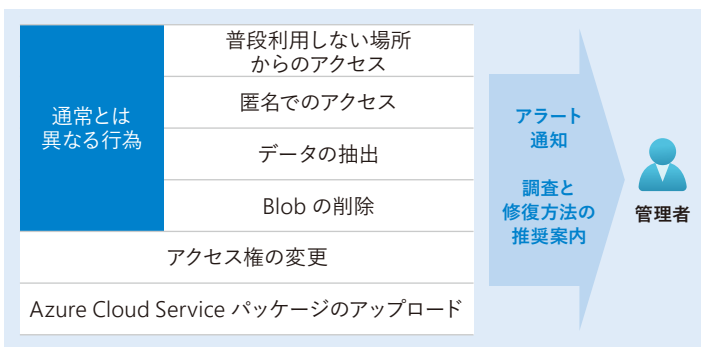 通常とは
異なる行為
普段利用しない場所
からのアクセス
匿名でのアクセス
データの抽出
Blob の削除
アクセス権の変更
Azure Cloud Service パッケージのアップロード
アラート
通知
調査と
修復方法の
推奨案内
管理者